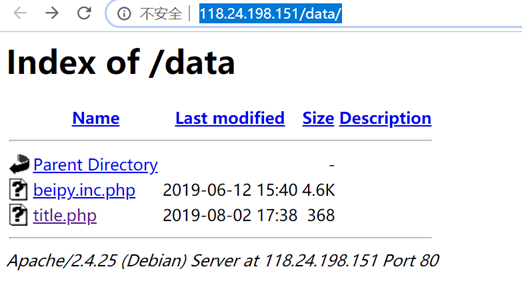 不安全 | 118.24.198.151/data/
Index of /data
Name Last modified Size Description
Parent Directory -
beipy.inc.php 2019-06-12 15:40 4.6K
title.php 2019-08-02 17:38 368
Apache/2.4.25 (Debian) Server at 118.24.198.151 Port 80